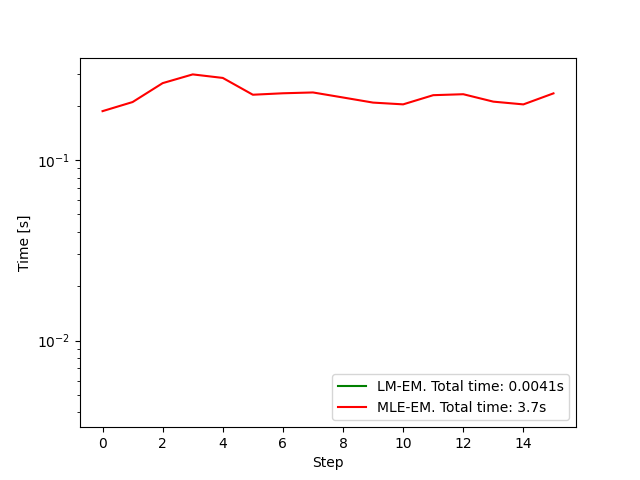 10⁻¹
10⁻²
Time [s]
LM-EM. Total time: 0.0041s
MLE-EM. Total time: 3.7s
0 2 4 6 8 10 12 14
Step